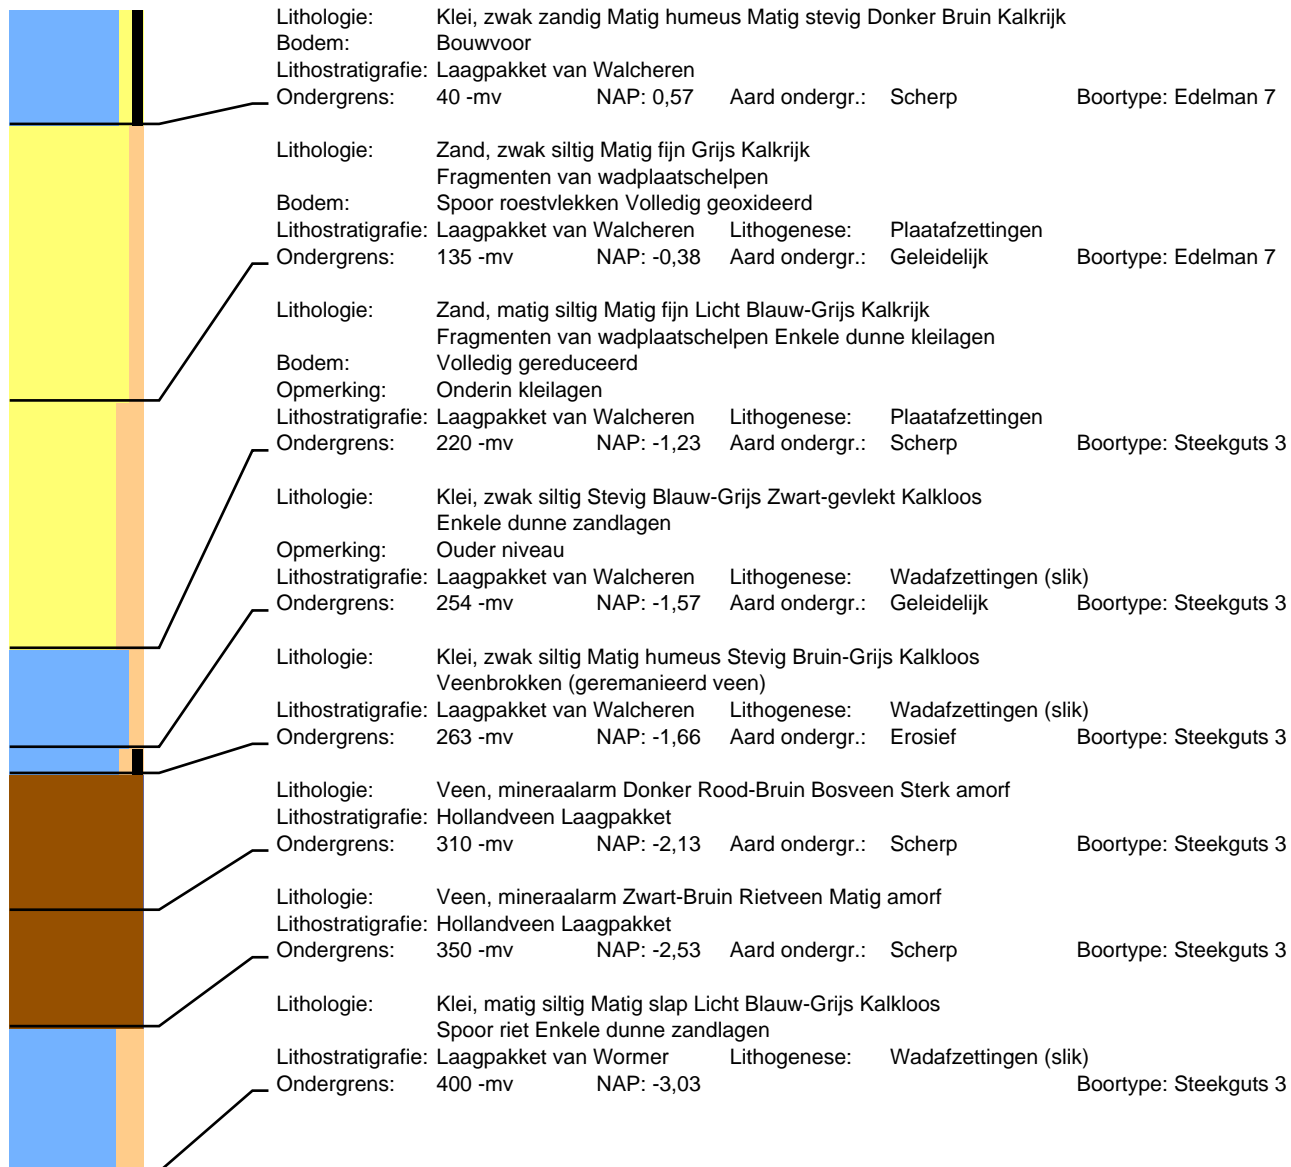 Lithologie: Klei, zwak zandig Matig humeus Matig stevig Donker Bruin Kalkrijk
Bodem: Bouwvoor
Lithostratigrafie: Laagpakket van Walcheren
Ondergrens: 40 -mv NAP: 0,57 Aard ondergr.: Scherp Boortype: Edelman 7
Lithologie: Zand, zwak siltig Matig fijn Grijs Kalkrijk
Fragmenten van wadplaatschelpen
Bodem: Spoor roestvlekken Volledig geoxideerd
Lithostratigrafie: Laagpakket van Walcheren Lithogenese: Plaatafzettingen
Ondergrens: 135 -mv NAP: -0,38 Aard ondergr.: Geleidelijk Boortype: Edelman 7
Lithologie: Zand, matig siltig Matig fijn Licht Blauw-Grijs Kalkrijk
Fragmenten van wadplaatschelpen Enkele dunne kleilagen
Bodem: Volledig gereduceerd
Opmerking: Onderin kleilagen
Lithostratigrafie: Laagpakket van Walcheren Lithogenese: Plaatafzettingen
Ondergrens: 220 -mv NAP: -1,23 Aard ondergr.: Scherp Boortype: Steekguts 3
Lithologie: Klei, zwak siltig Stevig Blauw-Grijs Zwart-gevlekt Kalkloos
Enkele dunne zandlagen
Opmerking: Ouder niveau
Lithostratigrafie: Laagpakket van Walcheren Lithogenese: Wadafzettingen (slik)
Ondergrens: 254 -mv NAP: -1,57 Aard ondergr.: Geleidelijk Boortype: Steekguts 3
Lithologie: Klei, zwak siltig Matig humeus Stevig Bruin-Grijs Kalkloos
Veenbrokken (geremanieerd veen)
Lithostratigrafie: Laagpakket van Walcheren Lithogenese: Wadafzettingen (slik)
Ondergrens: 263 -mv NAP: -1,66 Aard ondergr.: Erosief Boortype: Steekguts 3
Lithologie: Veen, mineraalarm Donker Rood-Bruin Bosveen Sterk amorf
Lithostratigrafie: Hollandveen Laagpakket
Ondergrens: 310 -mv NAP: -2,13 Aard ondergr.: Scherp Boortype: Steekguts 3
Lithologie: Veen, mineraalarm Zwart-Bruin Rietveen Matig amorf
Lithostratigrafie: Hollandveen Laagpakket
Ondergrens: 350 -mv NAP: -2,53 Aard ondergr.: Scherp Boortype: Steekguts 3
Lithologie: Klei, matig siltig Matig slap Licht Blauw-Grijs Kalkloos
Spoor riet Enkele dunne zandlagen
Lithostratigrafie: Laagpakket van Wormer Lithogenese: Wadafzettingen (slik)
Ondergrens: 400 -mv NAP: -3,03 Boortype: Steekguts 3